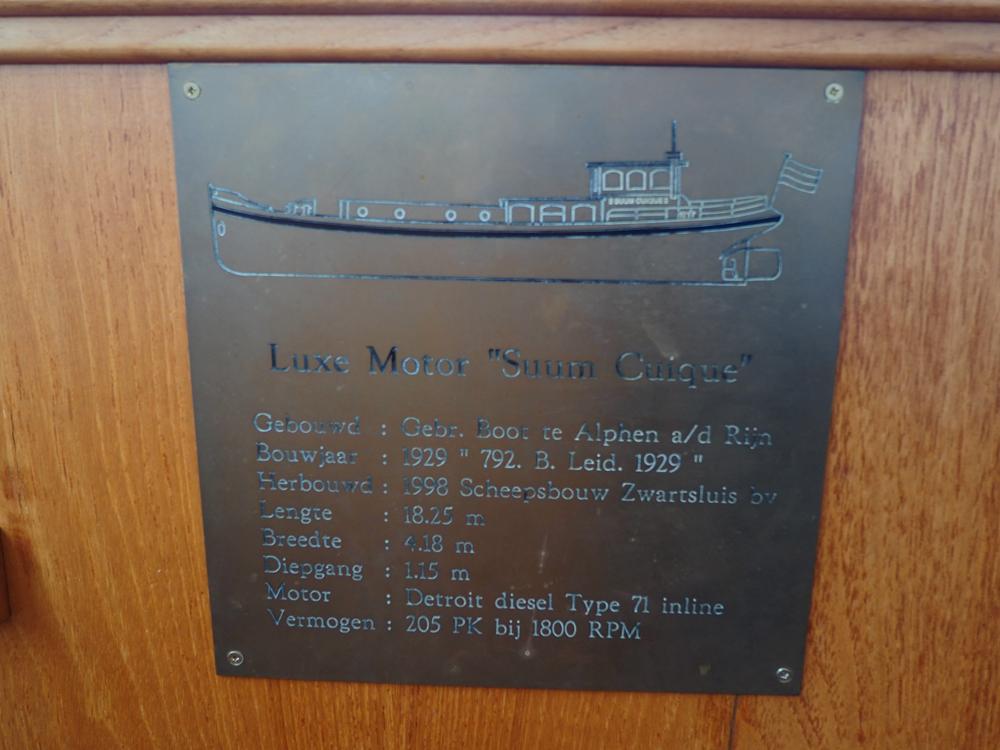 SUUM CUIQUE
Luxe Motor "Suum Cuique"
Gebouwd : Gebr. Boot te Alphen a/d Rijn
Bouwjaar : 1929 " 792. B. Leid. 1929 "
Herbouwd : 1998 Scheepsbouw Zwartsluis bv
Lengte : 18.25 m
Breedte : 4.18 m
Diepgang : 1.15 m
Motor : Detroit diesel Type 71 inline
Vermogen : 205 PK bij 1800 RPM